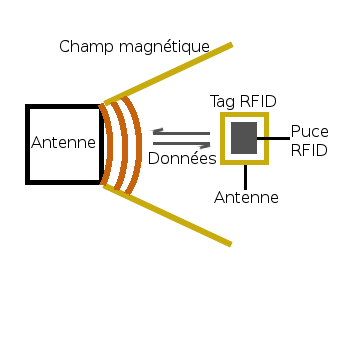 Champ magnétique
Tag RFID
Antenne
Puce
RFID
Données
Antenne